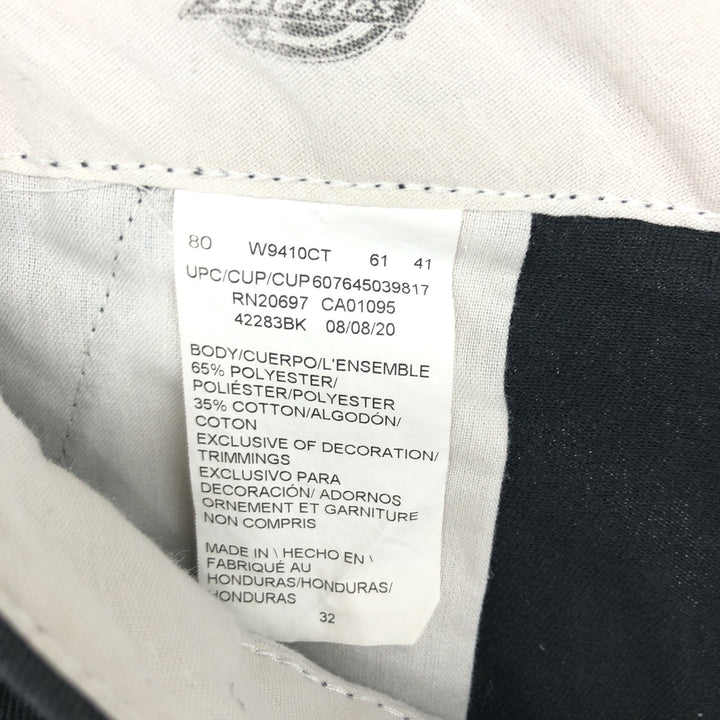 Dickies
80 W9410CT 61 41
UPC/CUP/CUP607645039817
RN20697 CA01095
42283BK 08/08/20
BODY/CUERPO/L'ENSEMBLE
65% POLYESTER/
POLIÉSTER/POLYESTER
35% COTTON/ALGODÓN/
COTON
EXCLUSIVE OF DECORATION/
TRIMMINGS
EXCLUSIVO PARA
DECORACIÓN/ ADORNOS
ORNEMENT ET GARNITURE
NON COMPRIS
MADE IN \ HECHO EN \
FABRIQUÉ AU
HONDURAS/HONDURAS/
HONDURAS
32